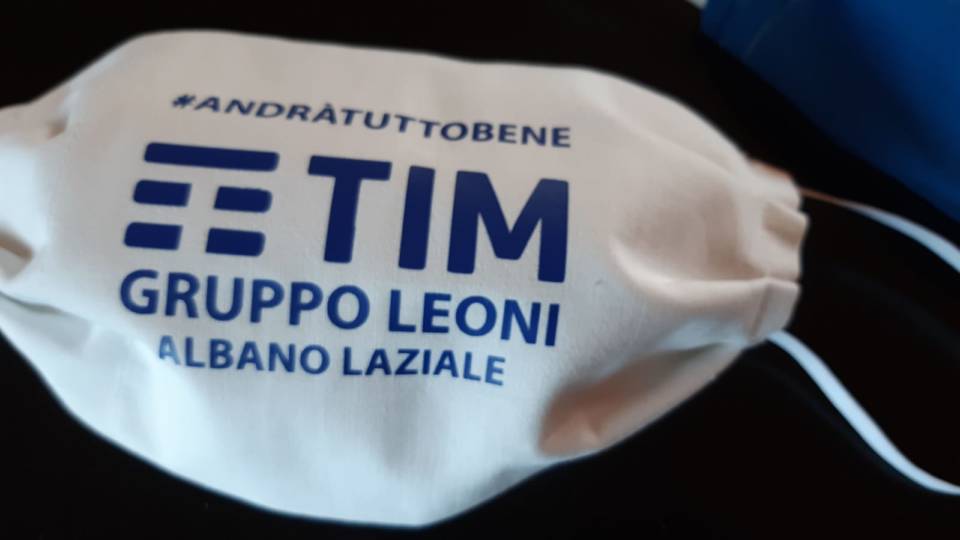 #ANDRÀTUTTOBENE
TIM
GRUPPO LEONI
ALBANO LAZIALE